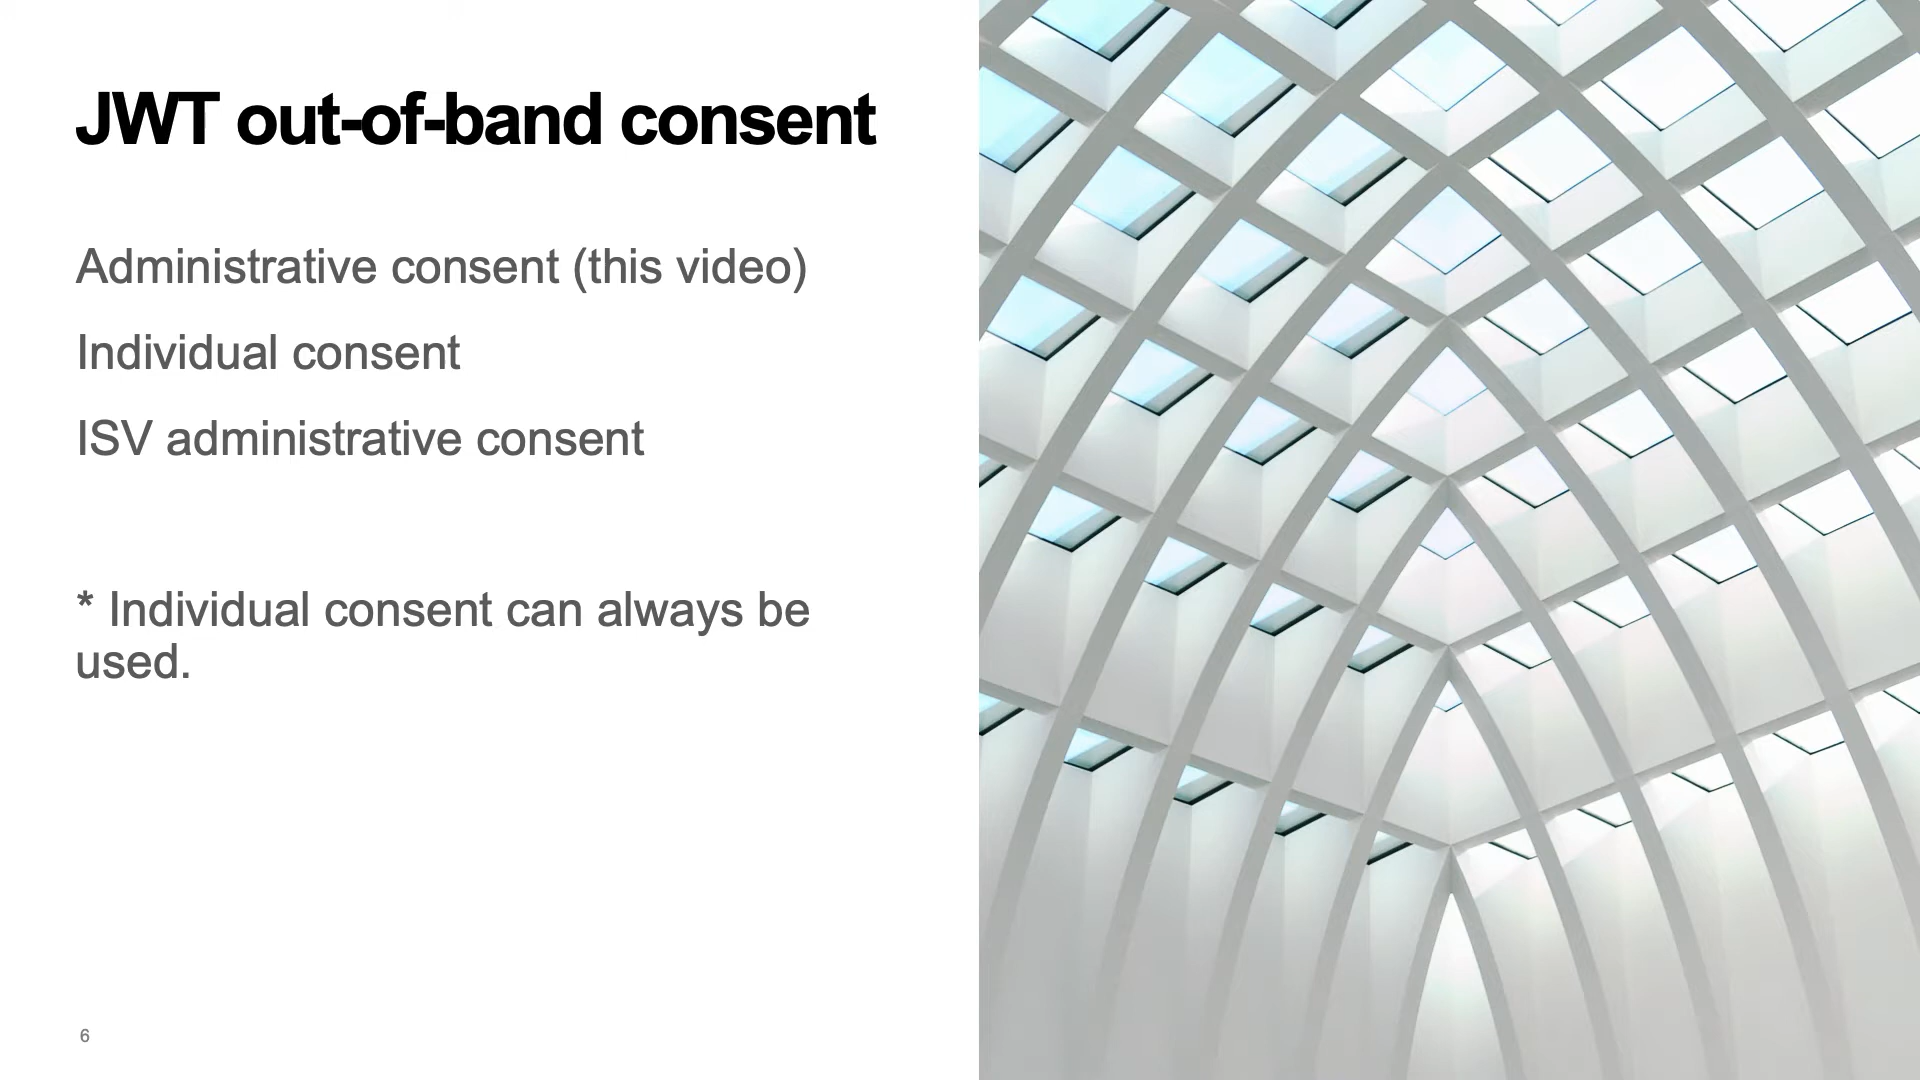 JWT out-of-band consent
Administrative consent (this video)
Individual consent
ISV administrative consent
* Individual consent can always be
used.
6